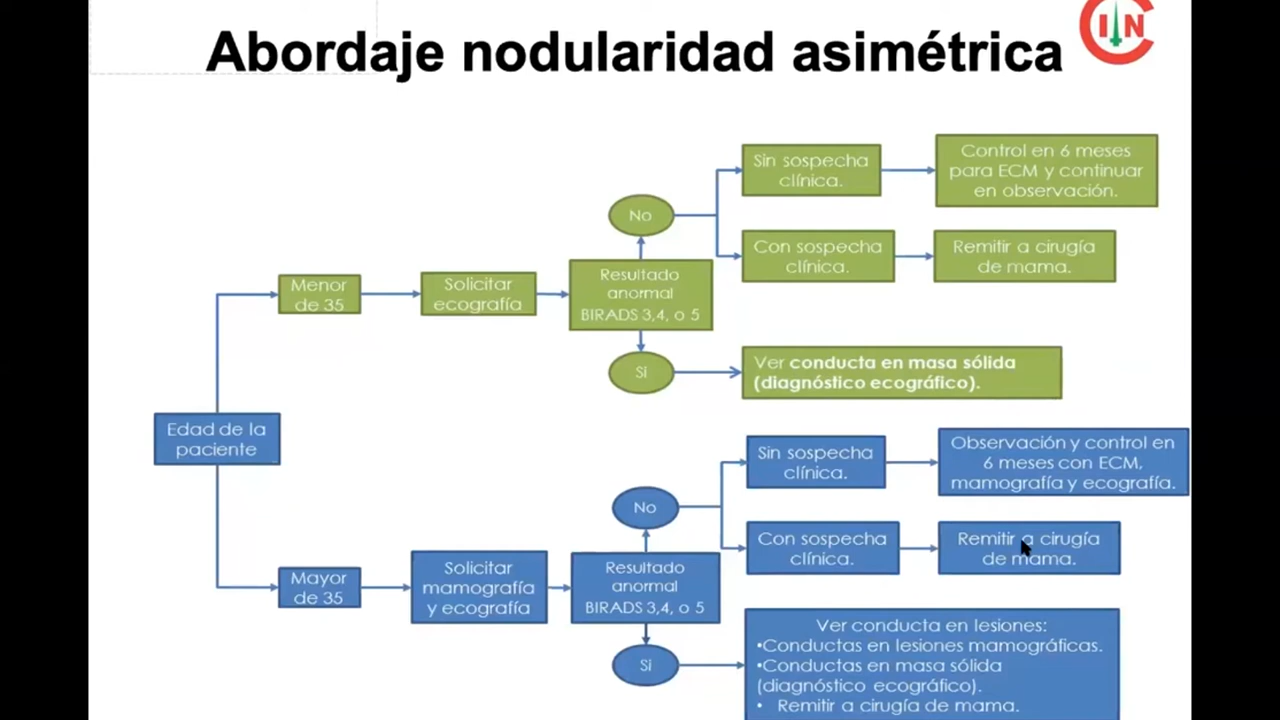 Abordaje nodularidad asimétrica
IN
Sin sospecha
clínica.
Control en 6 meses
para ECM y continuar
en observación.
No
Con sospecha
clínica.
Remitir a cirugía
de mama.
Menor
de 35
Solicitar
ecografía
Resultado
anormal
BIRADS 3,4, o 5
Si
Ver conducta en masa sólida
(diagnóstico ecográfico).
Edad de la
paciente
Sin sospecha
clínica.
Observación y control en
6 meses con ECM,
mamografía y ecografía.
No
Con sospecha
clínica.
Remitir a cirugía
de mama.
Mayor
de 35
Solicitar
mamografía
y ecografía
Resultado
anormal
BIRADS 3,4, o 5
Si
Ver conducta en lesiones:
•Conductas en lesiones mamográficas.
•Conductas en masa sólida
(diagnóstico ecográfico).
• Remitir a cirugía de mama.